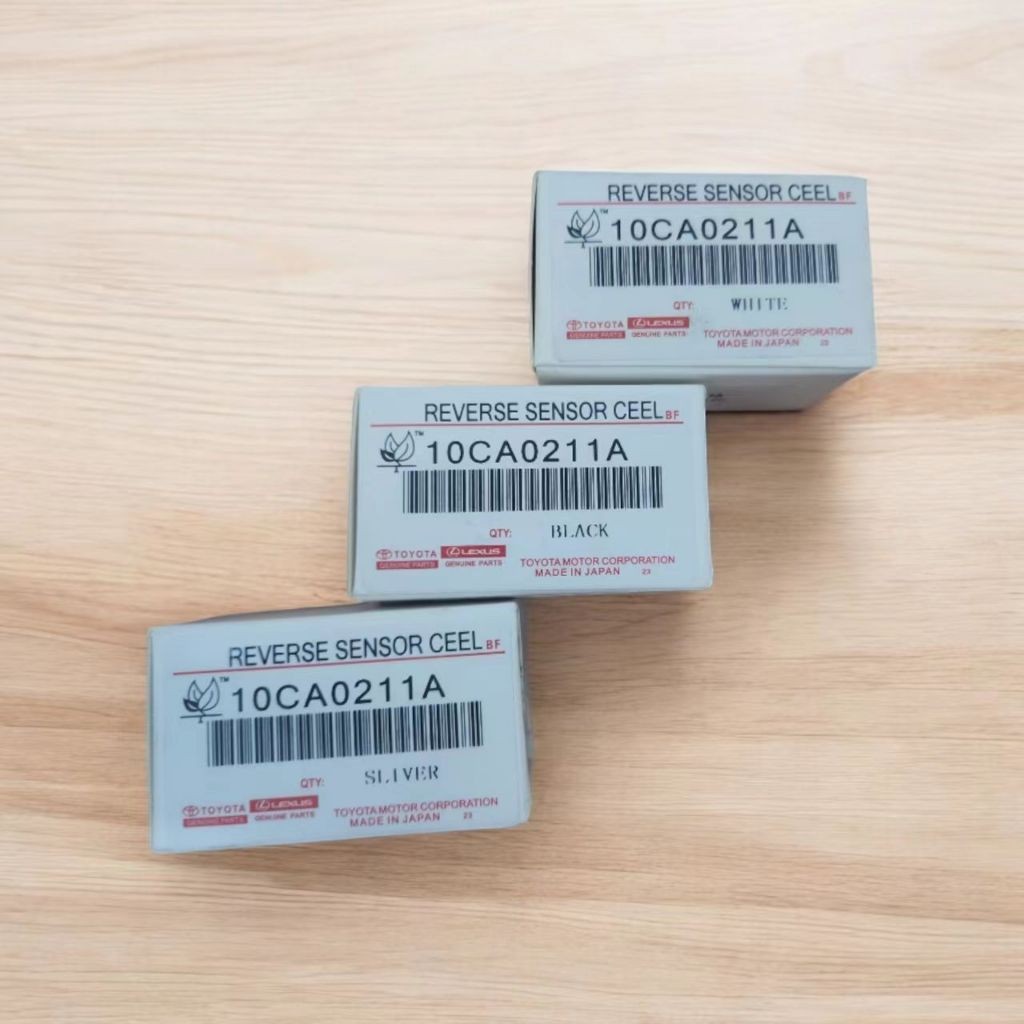 REVERSE SENSOR CEEL BF
™ 10CA0211A
QTY: WHITE
TOYOTA LEXUS
GENUINE PARTS GENUINE PARTS
TOYOTA MOTOR CORPORATION
MADE IN JAPAN 23
REVERSE SENSOR CEEL BF
™ 10CA0211A
QTY: BLACK
TOYOTA LEXUS
GENUINE PARTS GENUINE PARTS
TOYOTA MOTOR CORPORATION
MADE IN JAPAN 23
REVERSE SENSOR CEEL BF
™ 10CA0211A
QTY: SLIVER
TOYOTA LEXUS
GENUINE PARTS GENUINE PARTS
TOYOTA MOTOR CORPORATION
MADE IN JAPAN 23